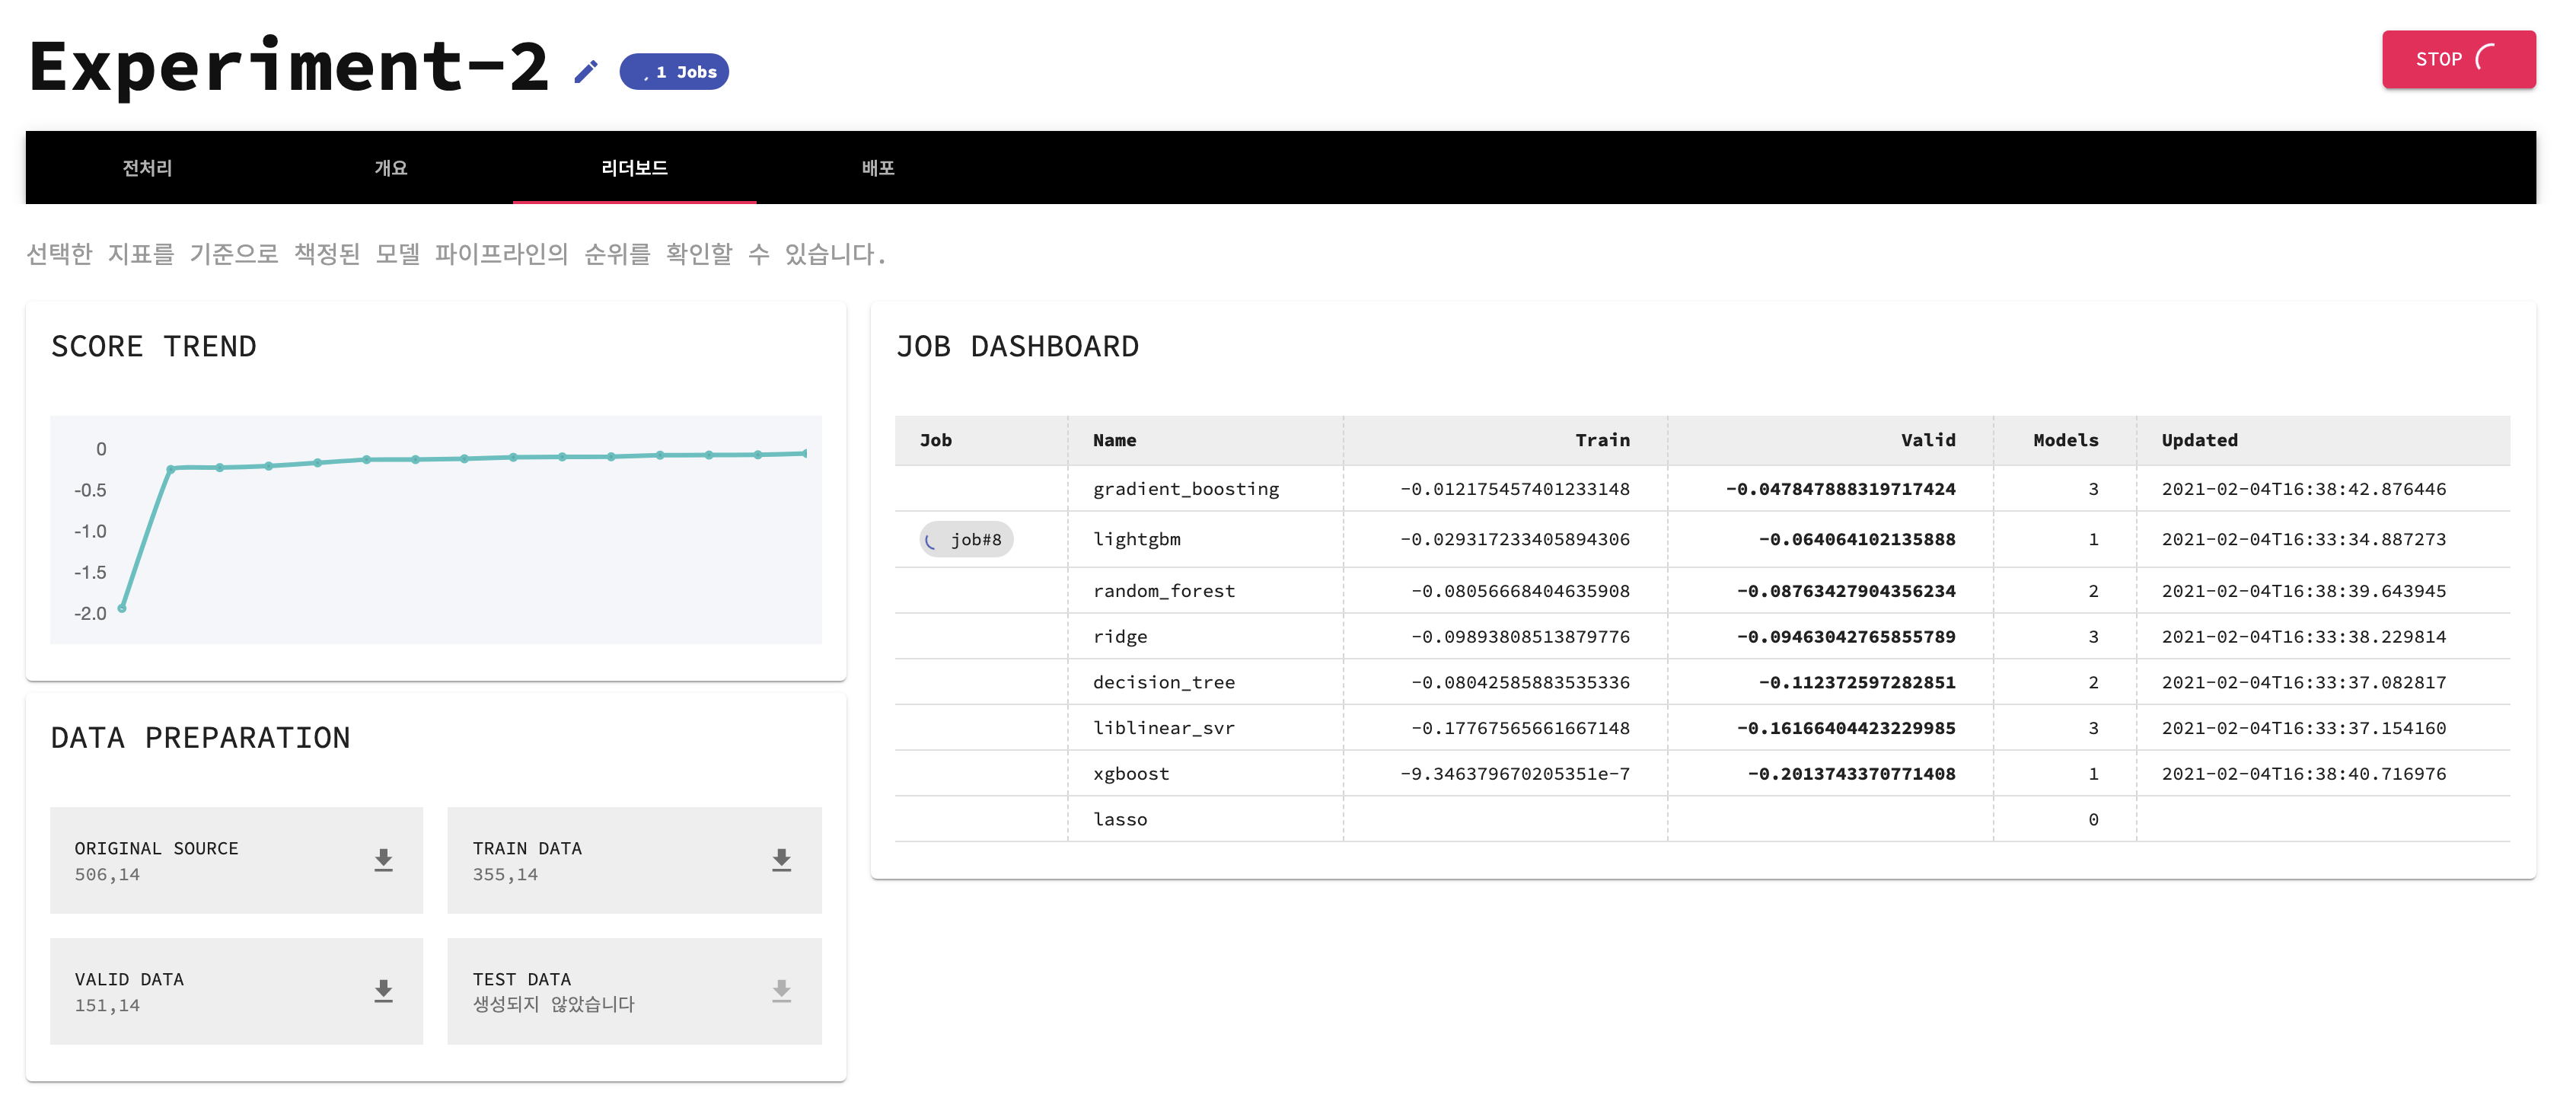 Experiment-2
1 Jobs
STOP
전처리 개요 리더보드 배포
선택한 지표를 기준으로 책정된 모델 파이프라인의 순위를 확인할 수 있습니다.
SCORE TREND
0
-0.5
-1.0
-1.5
-2.0
DATA PREPARATION
ORIGINAL SOURCE
506,14
TRAIN DATA
355,14
VALID DATA
151,14
TEST DATA
생성되지 않았습니다
JOB DASHBOARD
Job Name Train Valid Models Updated
gradient_boosting -0.012175457401233148 -0.047847888319717424 3 2021-02-04T16:38:42.876446
job#8 lightgbm -0.029317233405894306 -0.064064102135888 1 2021-02-04T16:33:34.887273
random_forest -0.08056668404635908 -0.08763427904356234 2 2021-02-04T16:38:39.643945
ridge -0.09893808513879776 -0.09463042765855789 3 2021-02-04T16:33:38.229814
decision_tree -0.08042585883535336 -0.112372597282851 2 2021-02-04T16:33:37.082817
liblinear_svr -0.17767565661667148 -0.16166404423229985 3 2021-02-04T16:33:37.154160
xgboost -9.346379670205351e-7 -0.2013743370771408 1 2021-02-04T16:38:40.716976
lasso 0